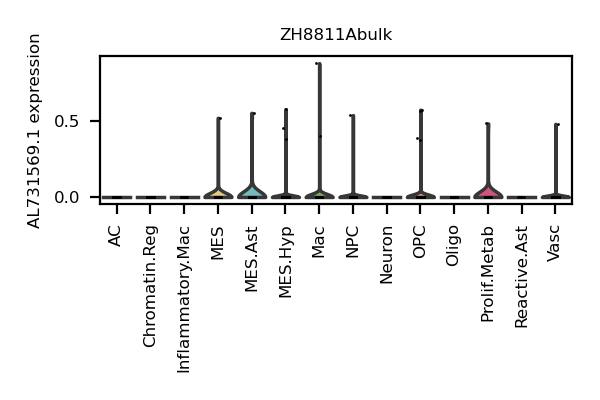 ZH8811Abulk
AL731569.1 expression
0.5
0.0
AC
Chromatin.Reg
Inflammatory.Mac
MES
MES.Ast
MES.Hyp
Mac
NPC
Neuron
OPC
Oligo
Prolif.Metab
Reactive.Ast
Vasc